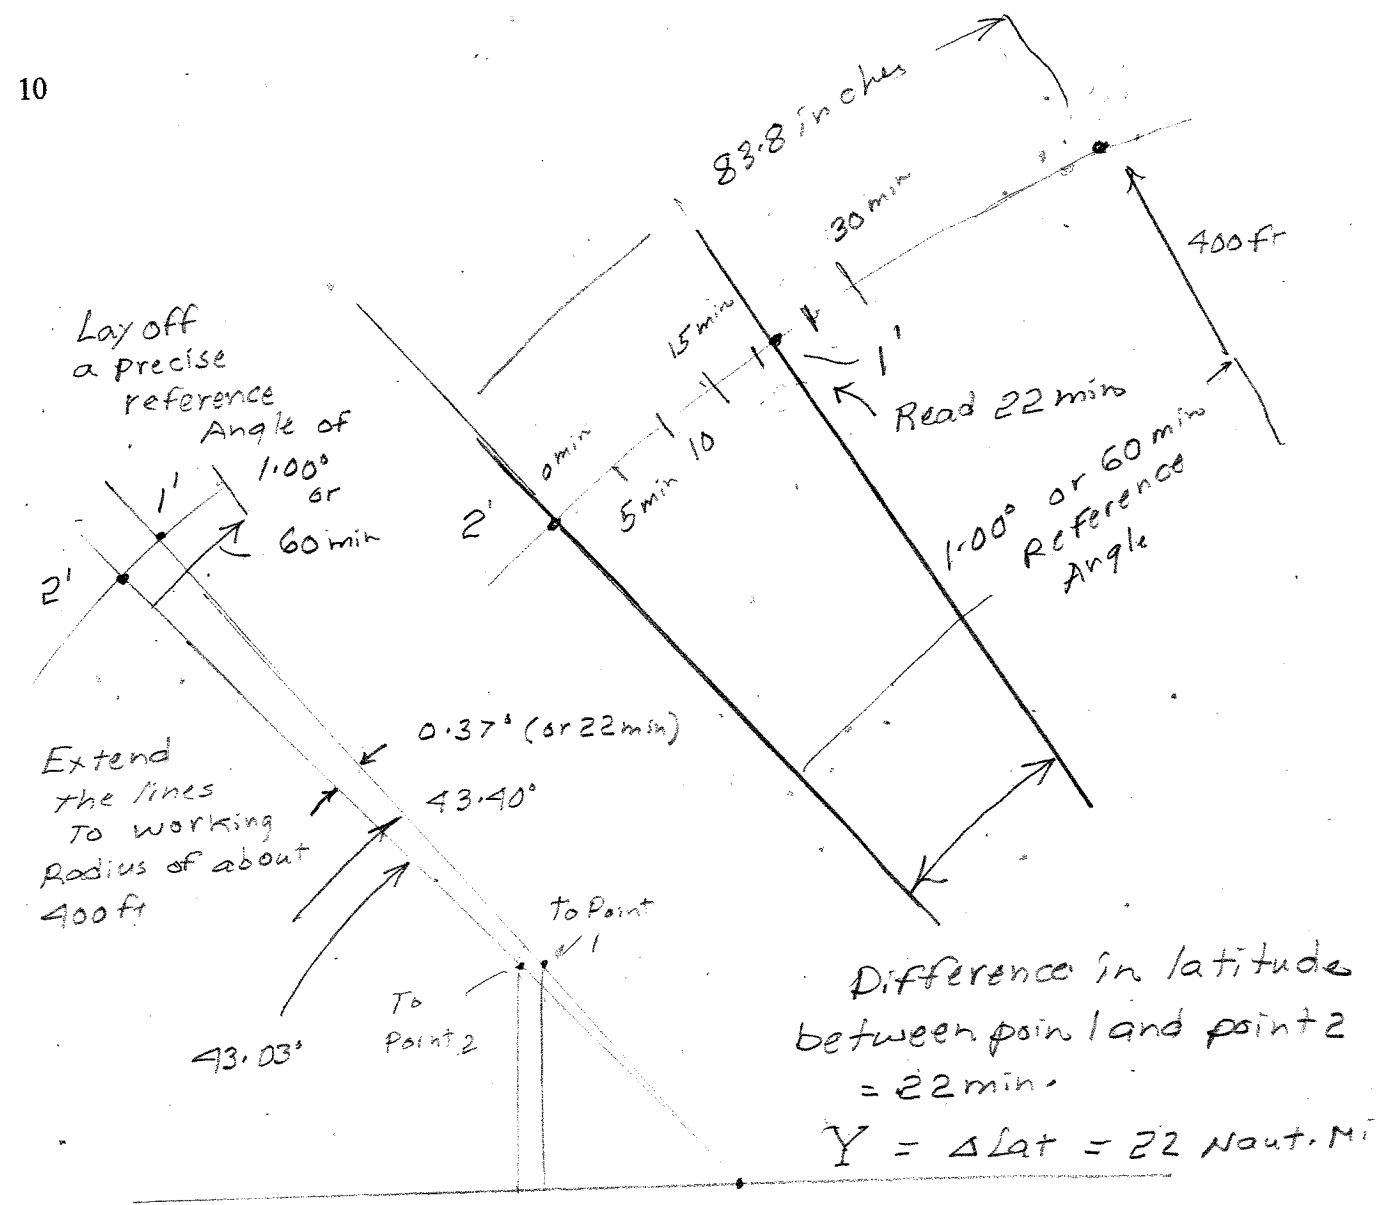 10
83.8 inches
30 min
400 ft
Lay off
a precise
reference
Angle of
1.00°
or
60 min
1'
2'
15 min
1'
Read 22 min
0 min
10
5 min
2'
1.00° or 60 min
Reference
Angle
0.37° (or 22 min)
43.40°
Extend
the lines
To working
Radius of about
400 ft
To Point
1
To
Point 2
43.03°
Difference in latitude
between poin 1 and point 2
= 22 min.
Y = Δ Lat = 22 Naut. Mi